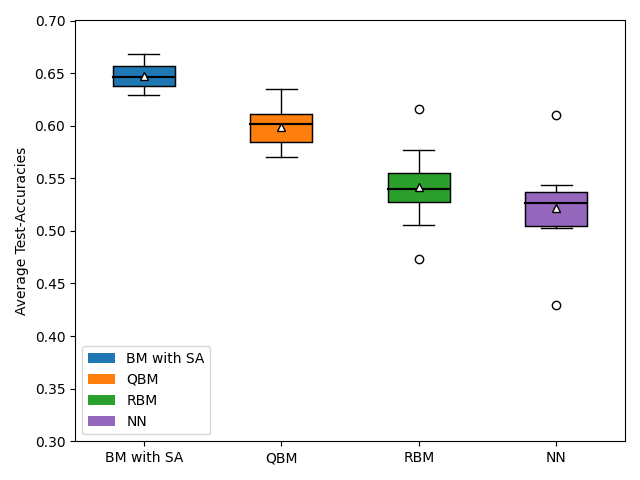 0.70
0.65
0.60
0.55
0.50
0.45
0.40
0.35
0.30
Average Test-Accuracies
BM with SA
QBM
RBM
NN
BM with SA
QBM
RBM
NN